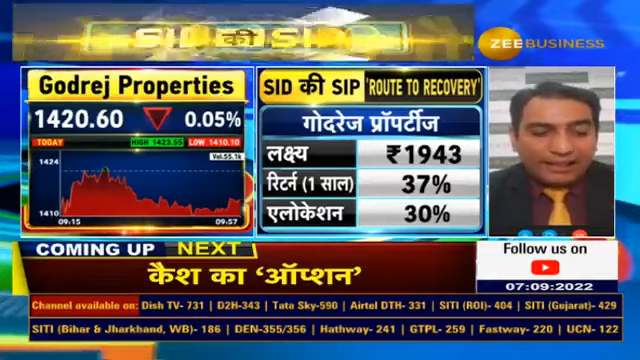 SID की SIP
ZEE BUSINESS
Godrej Properties
1420.60 0.05%
TODAY HIGH 1423.55 LOW 1410.10
Vol:55.1k
1424
1410
09:15 09:57
SID की SIP 'ROUTE TO RECOVERY'
गोदरेज प्रॉपर्टीज
लक्ष्य ₹1943
रिटर्न (1 साल) 37%
एलोकेशन 30%
COMING UP NEXT
कैश का ‘ऑप्शन’
Follow us on
07:09:2022
Channel available on: Dish TV- 731 | D2H-343 | Tata Sky-590 | Airtel DTH- 331 | SITI (ROI)- 404 | SITI (Gujarat)- 429
SITI (Bihar & Jharkhand, WB)- 186 | DEN-355/356 | Hathway- 241 | GTPL- 259 | Fastway- 220 | UCN- 122